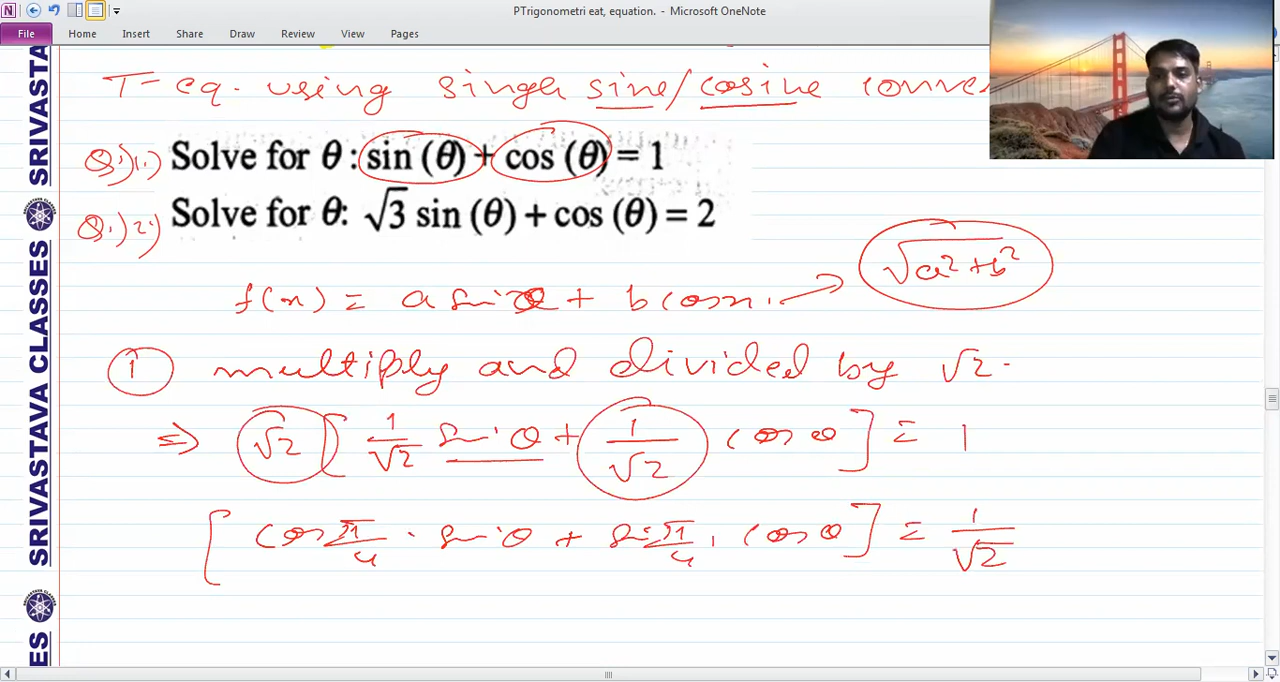 PTrigonometri eat, equation. - Microsoft OneNote
File Home Insert Share Draw Review View Pages
T-eq. using single sine/cosine
Q.) 1.) Solve for θ : sin (θ) + cos (θ) = 1
Q.) 2.) Solve for θ: √3 sin (θ) + cos (θ) = 2
f(x) = a sinθ + b cosx. → √a² + b²
① multiply and divided by √2.
⇒ √2 [ 1/√2 sinθ + 1/√2 cosθ ] = 1
[ cos π/4 . sinθ + sin π/4 . cosθ ] = 1/√2
SRIVASTAVA CLASSES